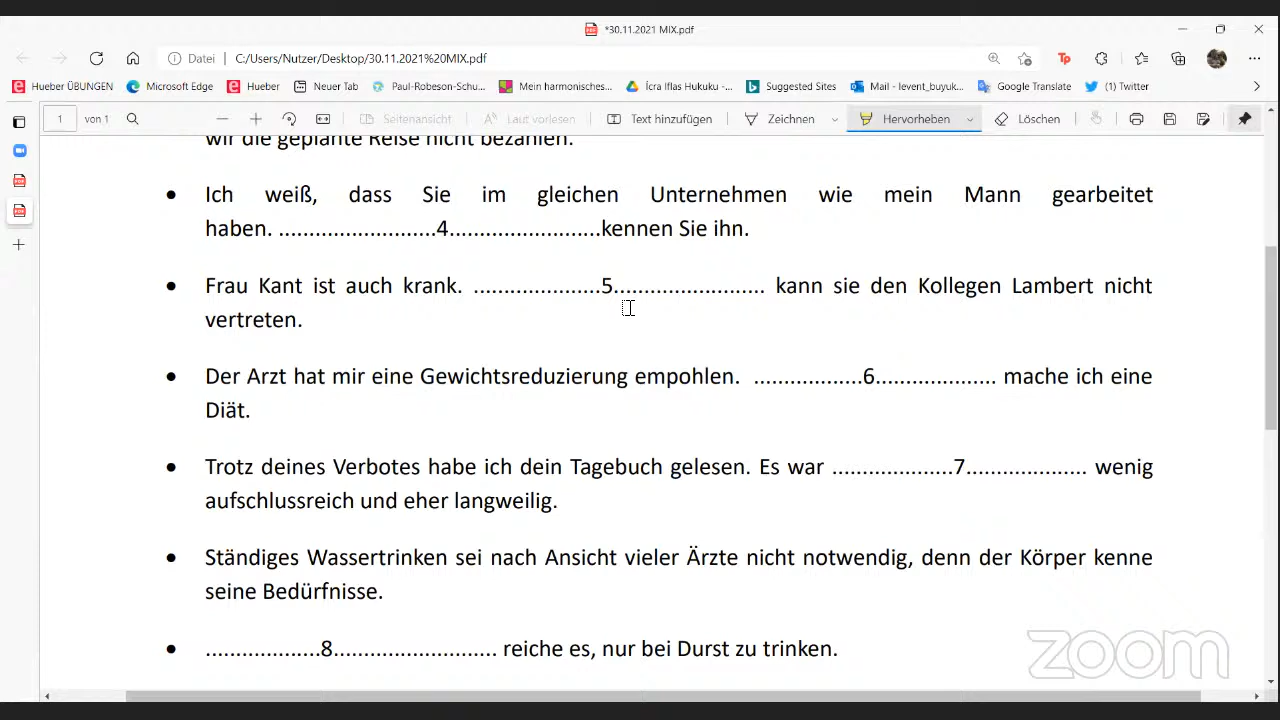 *30.11.2021 MIX.pdf
Datei | C:/Users/Nutzer/Desktop/30.11.2021%20MIX.pdf
Hueber ÜBUNGEN Microsoft Edge Hueber Neuer Tab Paul-Robeson-Schu... Mein harmonisches... İcra Iflas Hukuku -... Suggested Sites Mail - levent_buyuk... Google Translate (1) Twitter
1 von 1 Seitenansicht Laut vorlesen Text hinzufügen Zeichnen Hervorheben Löschen
wir die geplante Reise nicht bezahlen.
• Ich weiß, dass Sie im gleichen Unternehmen wie mein Mann gearbeitet
haben. ..........................4.........................kennen Sie ihn.
• Frau Kant ist auch krank. .....................5......................... kann sie den Kollegen Lambert nicht
vertreten.
• Der Arzt hat mir eine Gewichtsreduzierung empohlen. ..................6.................... mache ich eine
Diät.
• Trotz deines Verbotes habe ich dein Tagebuch gelesen. Es war ....................7.................... wenig
aufschlussreich und eher langweilig.
• Ständiges Wassertrinken sei nach Ansicht vieler Ärzte nicht notwendig, denn der Körper kenne
seine Bedürfnisse.
• ...................8........................... reiche es, nur bei Durst zu trinken.
zoom